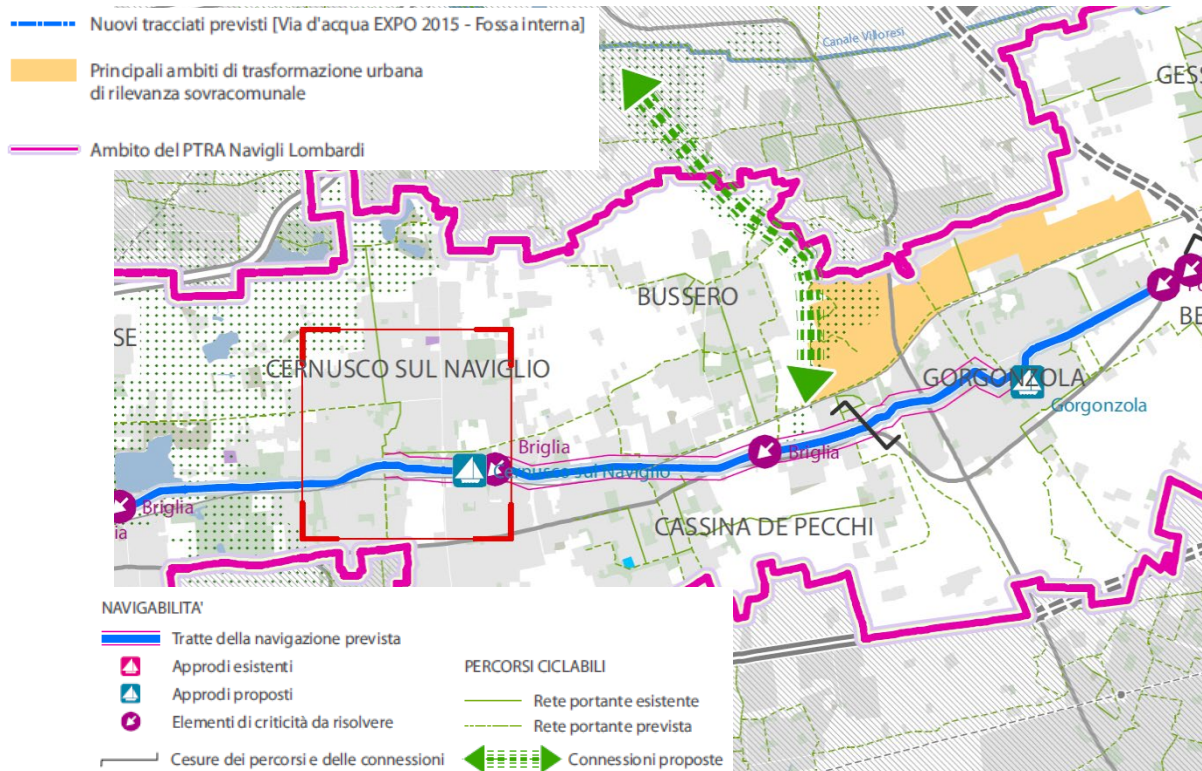 Nuovi tracciati previsti [Via d'acqua EXPO 2015 - Fossa interna]
Principali ambiti di trasformazione urbana
di rilevanza sovracomunale
Ambito del PTRA Navigli Lombardi
Canale Villoresi
GESS
BUSSERO
SE
CERNUSCO SUL NAVIGLIO
GORGONZOLA
BE
Gorgonzola
Briglia
Cernusco sul Naviglio
Briglia
Briglia
ia
CASSINA DE PECCHI
NAVIGABILITA'
Tratte della navigazione prevista
Approdi esistenti
Approdi proposti
Elementi di criticità da risolvere
Cesure dei percorsi e delle connessioni
PERCORSI CICLABILI
Rete portante esistente
Rete portante prevista
Connessioni proposte